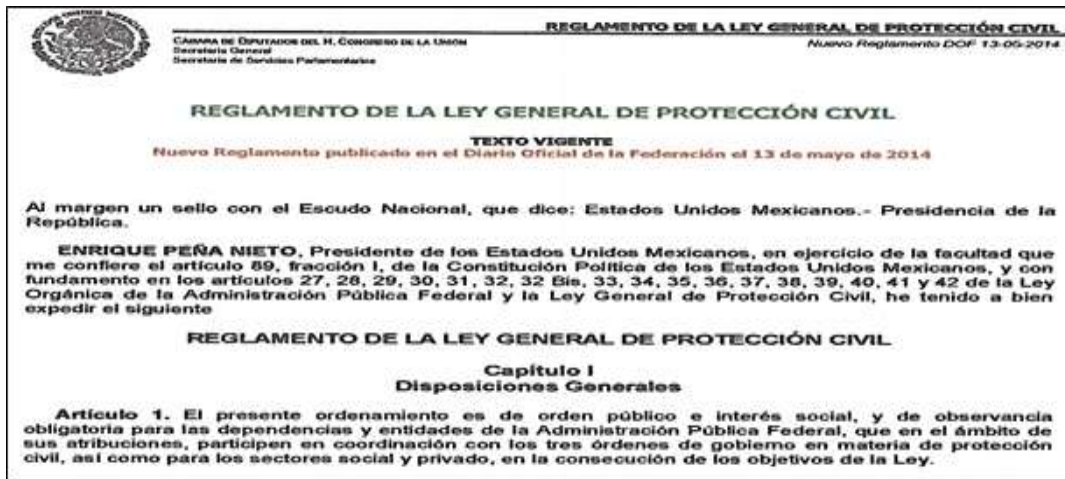 REGLAMENTO DE LA LEY GENERAL DE PROTECCIÓN CIVIL
CÁMARA DE DIPUTADOS DEL H. CONGRESO DE LA UNIÓN
Nuevo Reglamento DOF 13-05-2014
Secretaría General
Secretaría de Servicios Parlamentarios
REGLAMENTO DE LA LEY GENERAL DE PROTECCIÓN CIVIL
TEXTO VIGENTE
Nuevo Reglamento publicado en el Diario Oficial de la Federación el 13 de mayo de 2014
Al margen un sello con el Escudo Nacional, que dice: Estados Unidos Mexicanos.- Presidencia de la
República.
ENRIQUE PEÑA NIETO, Presidente de los Estados Unidos Mexicanos, en ejercicio de la facultad que
me confiere el artículo 89, fracción I, de la Constitución Política de los Estados Unidos Mexicanos, y con
fundamento en los artículos 27, 28, 29, 30, 31, 32, 32 Bis, 33, 34, 35, 36, 37, 38, 39, 40, 41 y 42 de la Ley
Orgánica de la Administración Pública Federal y la Ley General de Protección Civil, he tenido a bien
expedir el siguiente
REGLAMENTO DE LA LEY GENERAL DE PROTECCIÓN CIVIL
Capítulo I
Disposiciones Generales
Artículo 1. El presente ordenamiento es de orden público e interés social, y de observancia
obligatoria para las dependencias y entidades de la Administración Pública Federal, que en el ámbito de
sus atribuciones, participen en coordinación con los tres órdenes de gobierno en materia de protección
civil, así como para los sectores social y privado, en la consecución de los objetivos de la Ley.